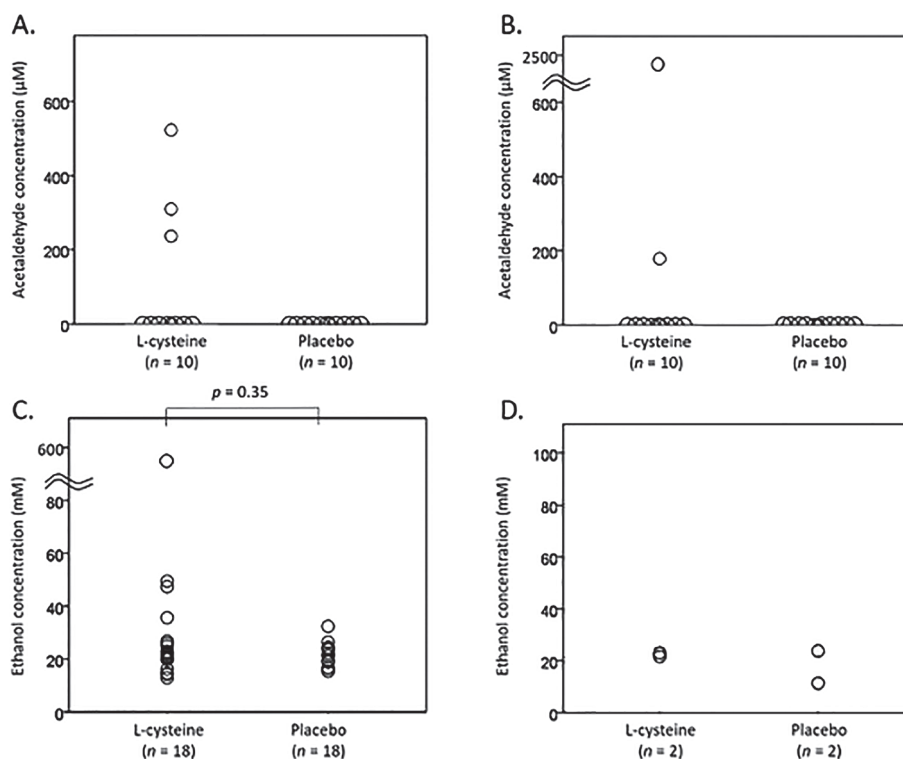 A.
Acetaldehyde concentration (µM)
600
400
200
0
L-cysteine
(n = 10)
Placebo
(n = 10)
B.
Acetaldehyde concentration (µM)
2500
600
400
200
0
L-cysteine
(n = 10)
Placebo
(n = 10)
C.
p = 0.35
Ethanol concentration (mM)
600
80
60
40
20
0
L-cysteine
(n = 18)
Placebo
(n = 18)
D.
Ethanol concentration (mM)
100
80
60
40
20
0
L-cysteine
(n = 2)
Placebo
(n = 2)